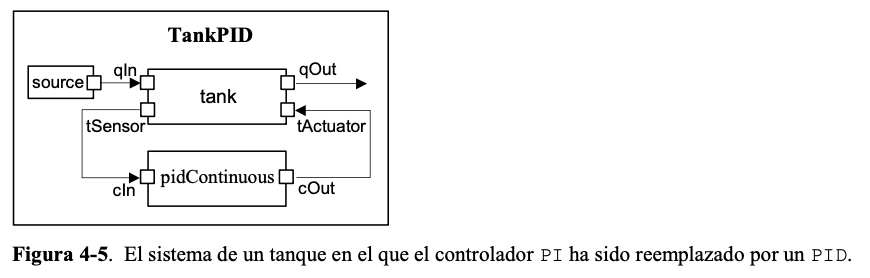 TankPID
qIn
qOut
source
tank
tSensor
tActuator
pidContinuous
cIn
cOut
Figura 4-5. El sistema de un tanque en el que el controlador PI ha sido reemplazado por un PID.